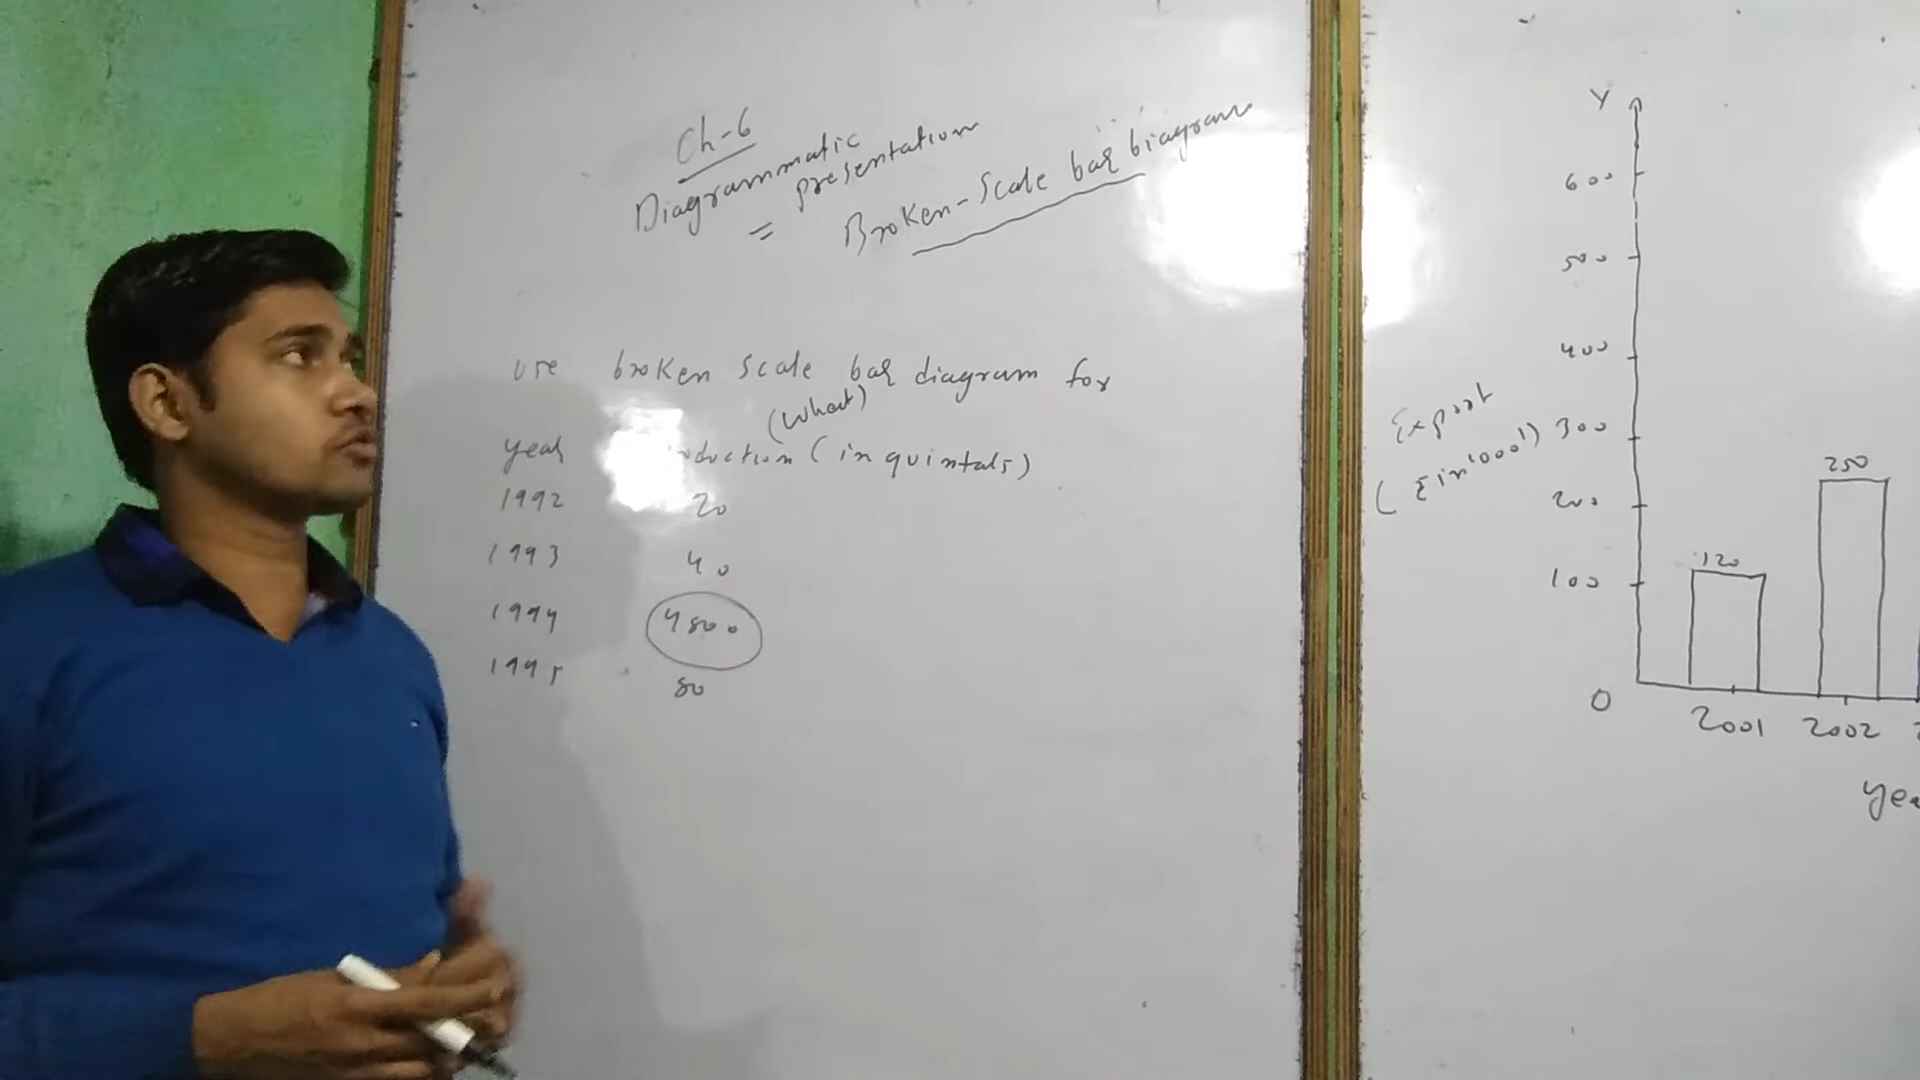 Ch-6
Diagrammatic
presentation
Broken-Scale bar Diagram
use broken scale bar diagram for
(Wheat)
year production (in quintals)
1992 20
1993 40
1994 4800
1995 80
Y
600
500
400
300
200
100
0
Export
in '000')
120
250
2001 2002